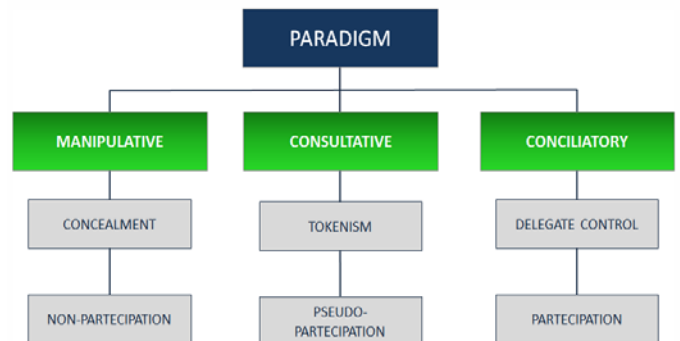 PARADIGM
MANIPULATIVE
CONSULTATIVE
CONCILIATORY
CONCEALMENT
TOKENISM
DELEGATE CONTROL
NON-PARTECIPATION
PSEUDO-
PARTECIPATION
PARTECIPATION